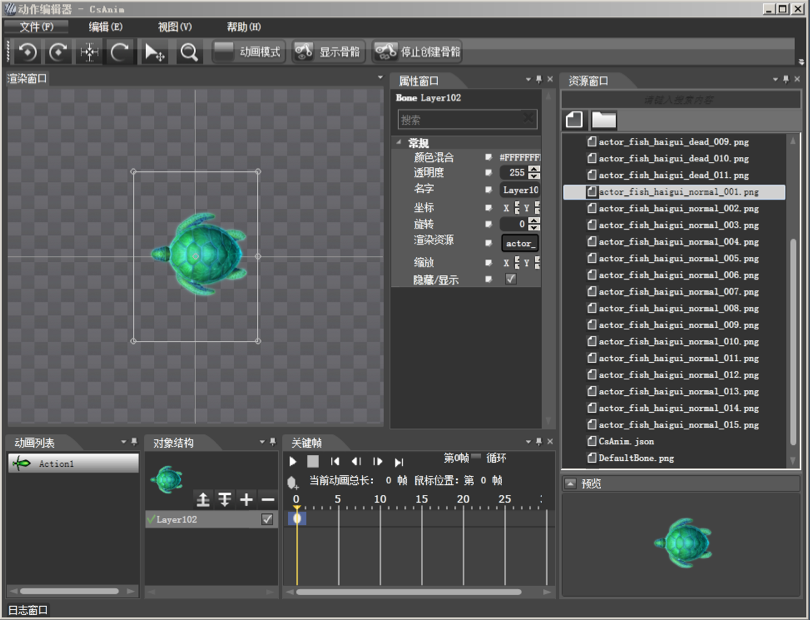 动作编辑器 - CsAnim
文件(F) 编辑(E) 视图(V) 帮助(H)
动画模式 显示骨骼 停止创建骨骼
渲染窗口
属性窗口
Bone Layer102
搜索
常规
颜色混合 #FFFFFFF
透明度 255
名字 Layer10
坐标 X Y
旋转 0
渲染资源 actor_
缩放 X Y
隐藏/显示
资源窗口
请输入搜索内容
actor_fish_haigui_dead_009.png
actor_fish_haigui_dead_010.png
actor_fish_haigui_dead_011.png
actor_fish_haigui_normal_001.png
actor_fish_haigui_normal_002.png
actor_fish_haigui_normal_003.png
actor_fish_haigui_normal_004.png
actor_fish_haigui_normal_005.png
actor_fish_haigui_normal_006.png
actor_fish_haigui_normal_007.png
actor_fish_haigui_normal_008.png
actor_fish_haigui_normal_009.png
actor_fish_haigui_normal_010.png
actor_fish_haigui_normal_011.png
actor_fish_haigui_normal_012.png
actor_fish_haigui_normal_013.png
actor_fish_haigui_normal_014.png
actor_fish_haigui_normal_015.png
CsAnim.json
DefaultBone.png
预览
动画列表
Action1
对象结构
Layer102
关键帧
第0帧 循环
当前动画总长: 0 帧 鼠标位置:第 0 帧
0 5 10 15 20 25
日志窗口